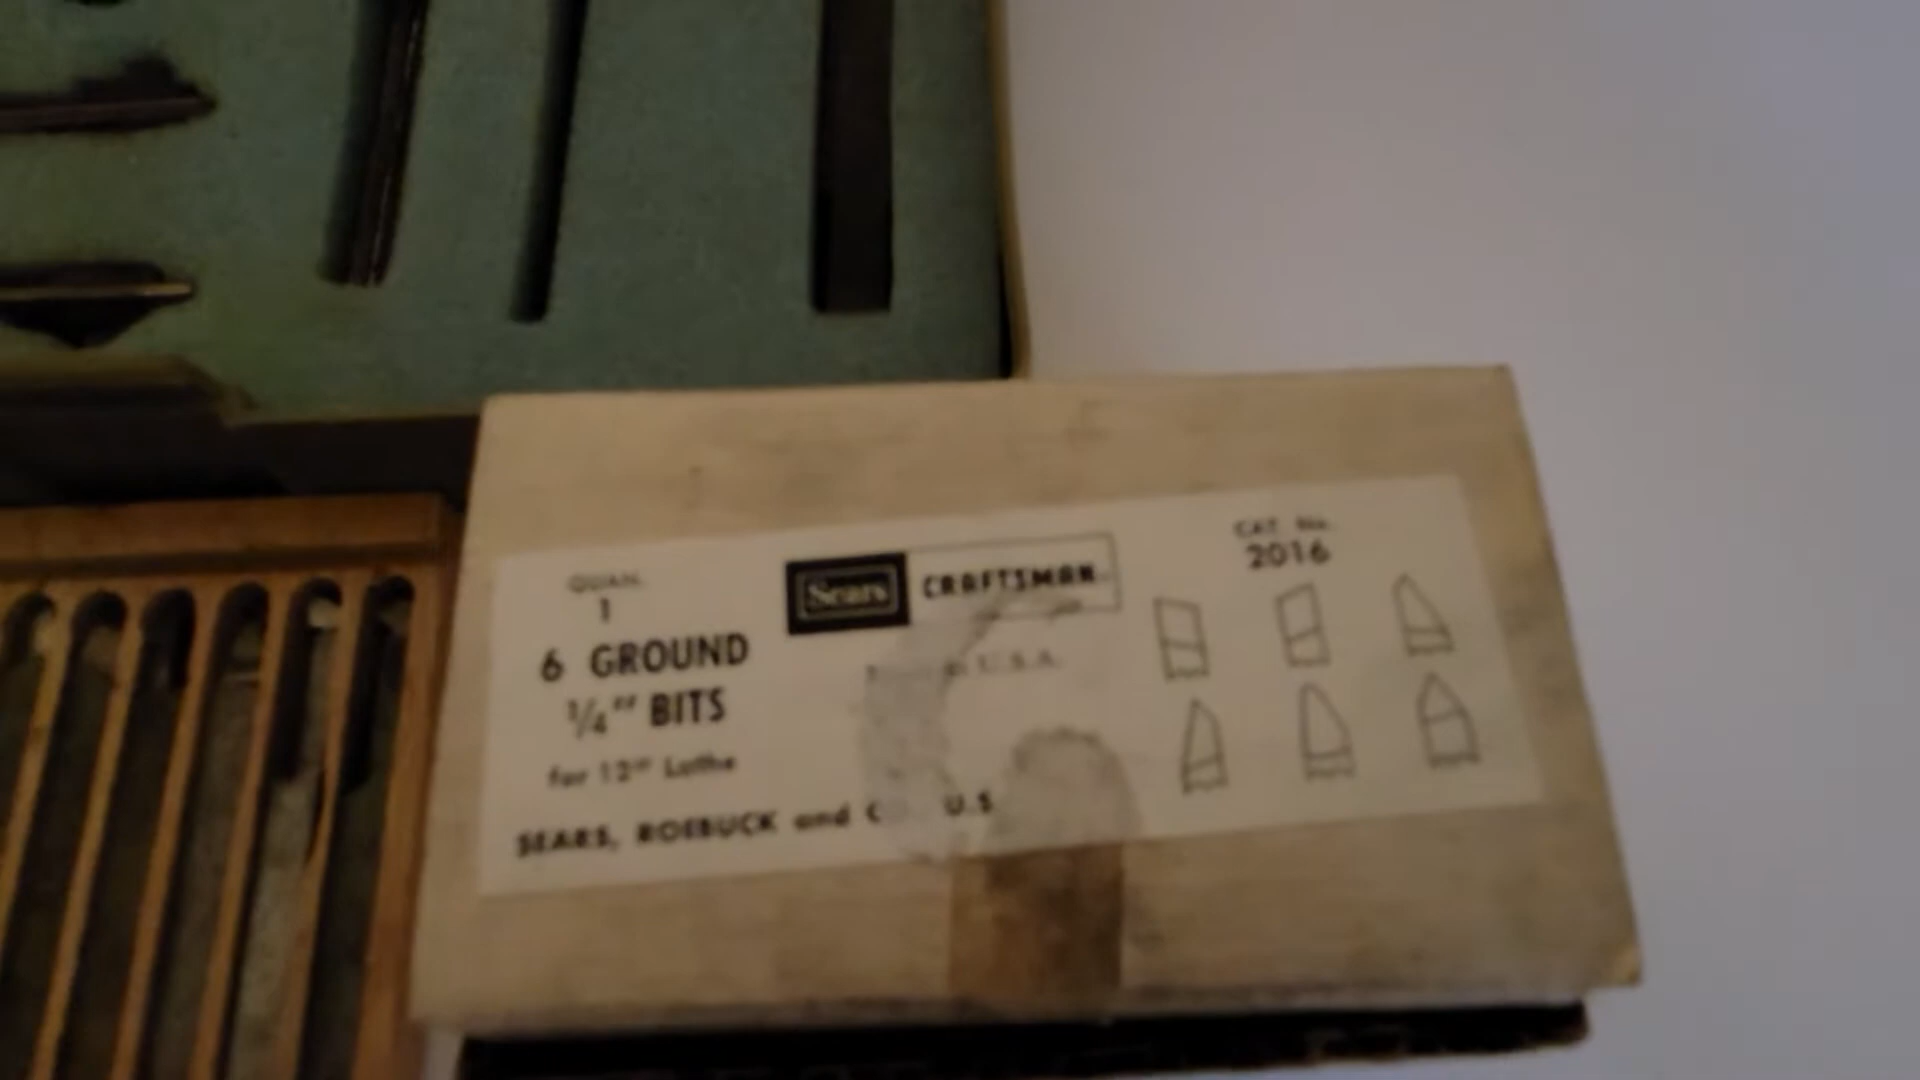 QUAN.
1
6 GROUND
1/4" BITS
for 12" Lathe
Sears CRAFTSMAN
U.S.A.
CAT. No.
2016
SEARS, ROEBUCK and U.S